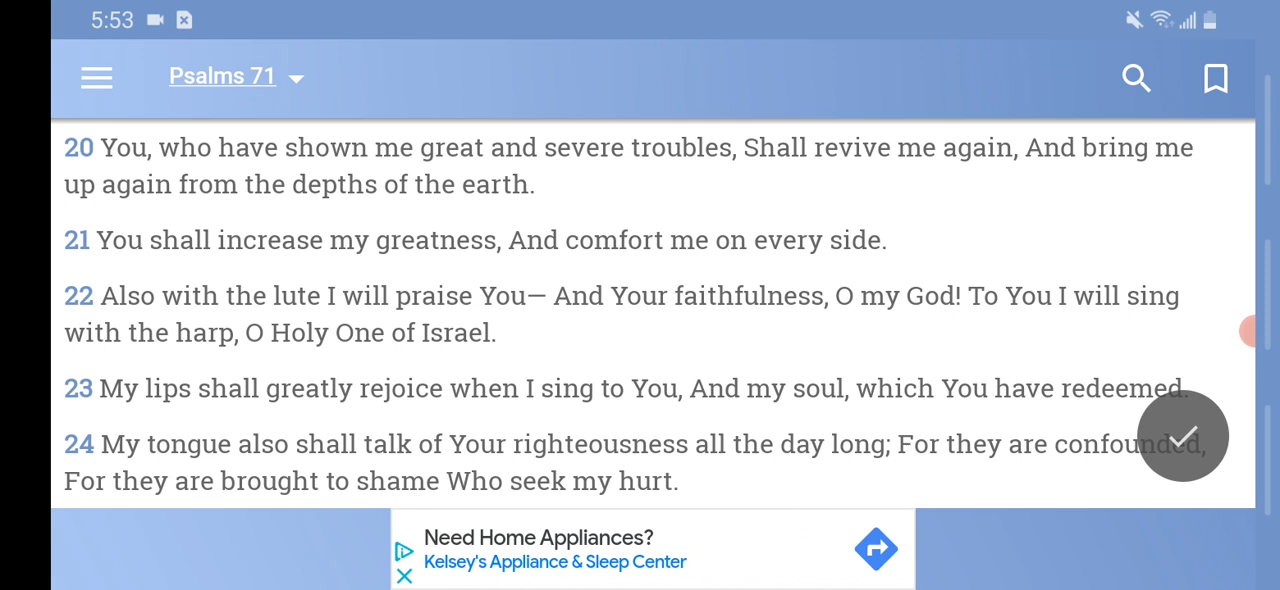 5:53
Psalms 71
20 You, who have shown me great and severe troubles, Shall revive me again, And bring me
up again from the depths of the earth.
21 You shall increase my greatness, And comfort me on every side.
22 Also with the lute I will praise You— And Your faithfulness, O my God! To You I will sing
with the harp, O Holy One of Israel.
23 My lips shall greatly rejoice when I sing to You, And my soul, which You have redeemed.
24 My tongue also shall talk of Your righteousness all the day long; For they are confounded,
For they are brought to shame Who seek my hurt.
Need Home Appliances?
Kelsey's Appliance & Sleep Center